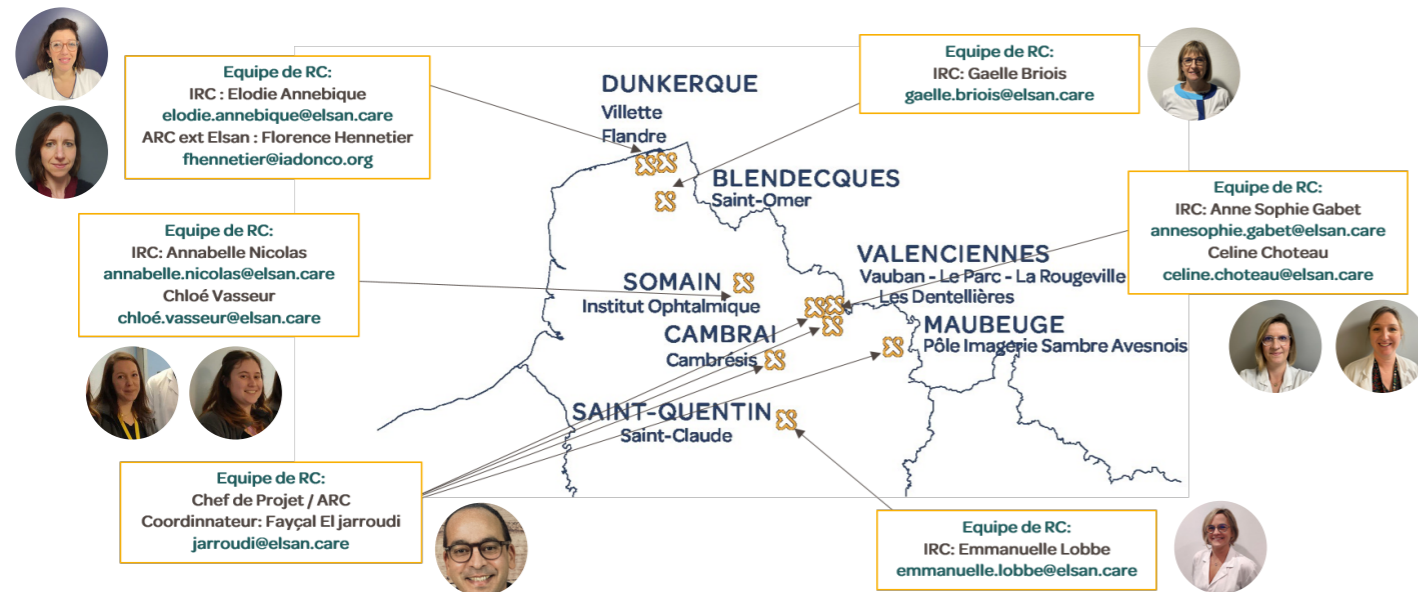 Equipe de RC:
IRC : Elodie Annebique
elodie.annebique@elsan.care
ARC ext Elsan : Florence Hennetier
fhennetier@iadonco.org
Equipe de RC:
IRC: Gaelle Briois
gaelle.briois@elsan.care
DUNKERQUE
Villette
Flandre
BLENDECQUES
Saint-Omer
Equipe de RC:
IRC: Anne Sophie Gabet
annesophie.gabet@elsan.care
Celine Choteau
celine.choteau@elsan.care
Equipe de RC:
IRC: Annabelle Nicolas
annabelle.nicolas@elsan.care
Chloé Vasseur
chloé.vasseur@elsan.care
VALENCIENNES
Vauban - Le Parc - La Rougeville
Les Dentellières
SOMAIN
Institut Ophtalmique
CAMBRAI
Cambrésis
MAUBEUGE
Pôle Imagerie Sambre Avesnois
SAINT-QUENTIN
Saint-Claude
Equipe de RC:
Chef de Projet / ARC
Coordinnateur: Fayçal El jarroudi
jarroudi@elsan.care
Equipe de RC:
IRC: Emmanuelle Lobbe
emmanuelle.lobbe@elsan.care